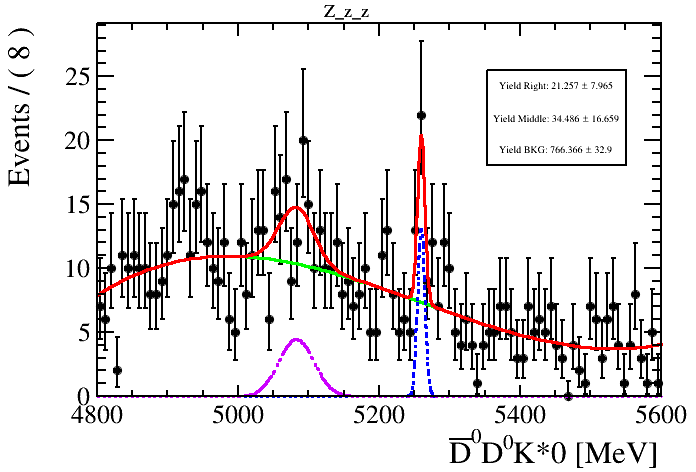 Z_z_z
Events / ( 8 )
25
20
15
10
5
0
Yield Right: 21.257 ± 7.965
Yield Middle: 34.486 ± 16.659
Yield BKG: 766.366 ± 32.9
4800 5000 5200 5400 5600
D̅⁰D⁰K*0 [MeV]